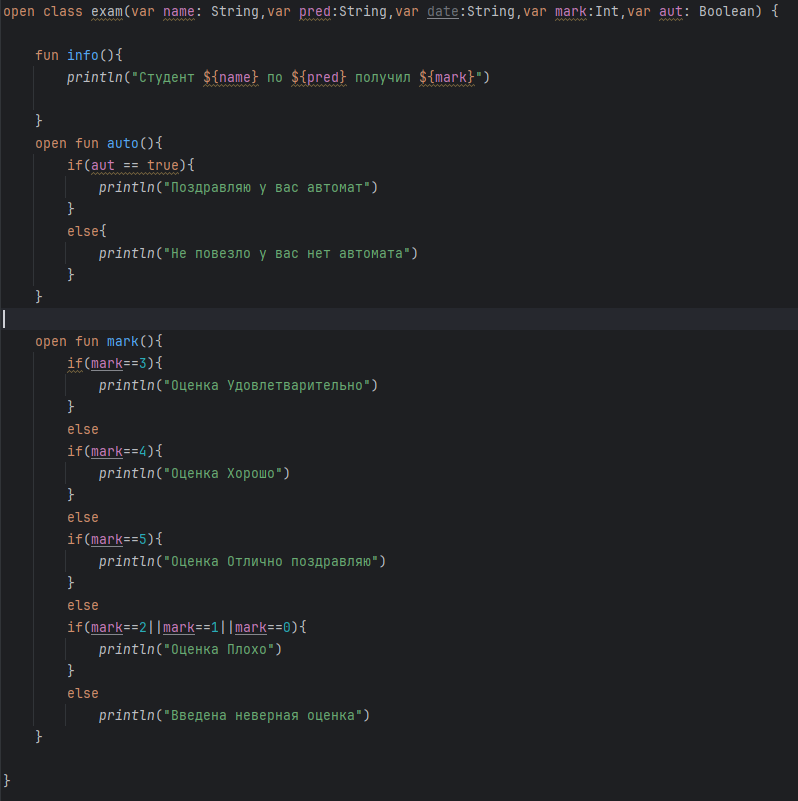 open class exam(var name: String,var pred:String,var date:String,var mark:Int,var aut: Boolean) {
fun info(){
println("Студент ${name} по ${pred} получил ${mark}")
}
open fun auto(){
if(aut == true){
println("Поздравляю у вас автомат")
}
else{
println("Не повезло у вас нет автомата")
}
}
open fun mark(){
if(mark==3){
println("Оценка Удовлетварительно")
}
else
if(mark==4){
println("Оценка Хорошо")
}
else
if(mark==5){
println("Оценка Отлично поздравляю")
}
else
if(mark==2||mark==1||mark==0){
println("Оценка Плохо")
}
else
println("Введена неверная оценка")
}
}